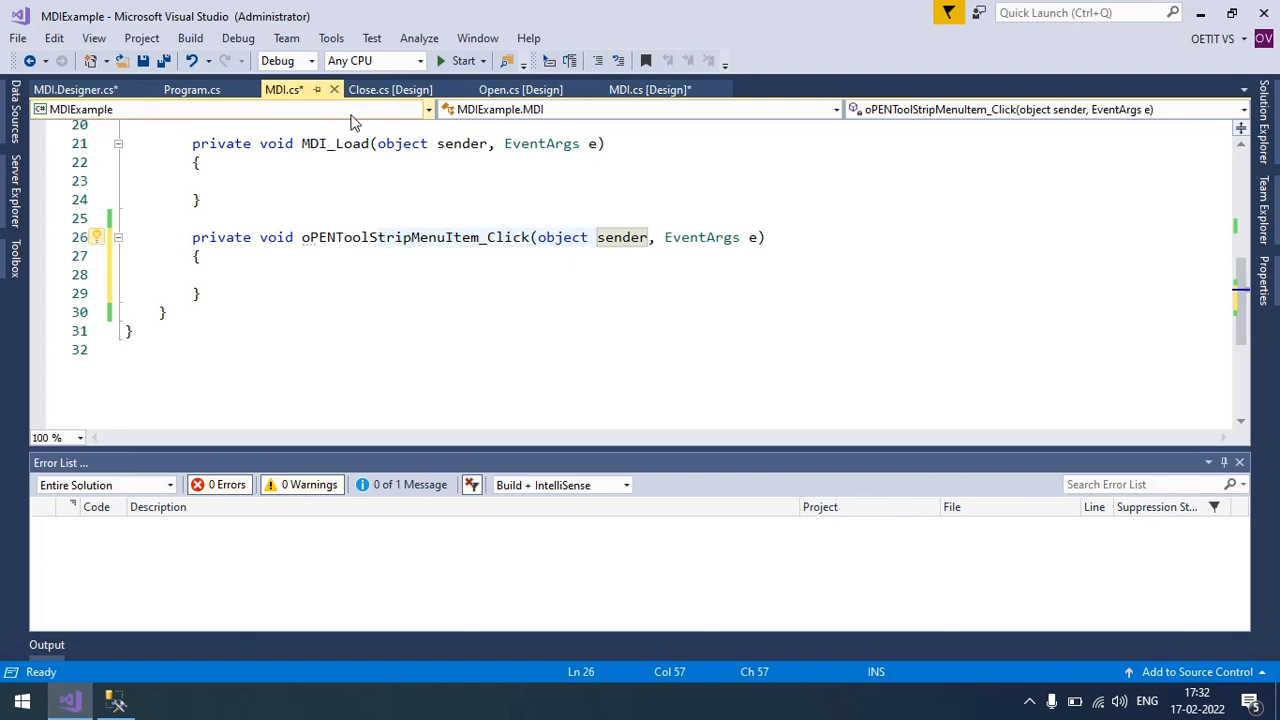 MDIExample - Microsoft Visual Studio (Administrator)
Quick Launch (Ctrl+Q)
File Edit View Project Build Debug Team Tools Test Analyze Window Help
OETIT VS OV
Debug Any CPU Start
MDI.Designer.cs* Program.cs MDI.cs* Close.cs [Design] Open.cs [Design] MDI.cs [Design]*
MDIExample MDIExample.MDI oPENToolStripMenuItem_Click(object sender, EventArgs e)
20
21 private void MDI_Load(object sender, EventArgs e)
22 {
23
24 }
25
26 private void oPENToolStripMenuItem_Click(object sender, EventArgs e)
27 {
28
29 }
30 }
31 }
32
Data Sources
Server Explorer
Toolbox
Solution Explorer
Team Explorer
Properties
100 %
Error List ...
Entire Solution 0 Errors 0 Warnings 0 of 1 Message Build + IntelliSense Search Error List
Code Description Project File Line Suppression St...
Output
Ready Ln 26 Col 57 Ch 57 INS Add to Source Control
ENG 17:32
17-02-2022 5